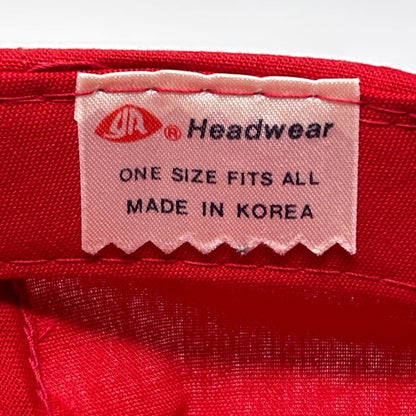 ® Headwear
ONE SIZE FITS ALL
MADE IN KOREA